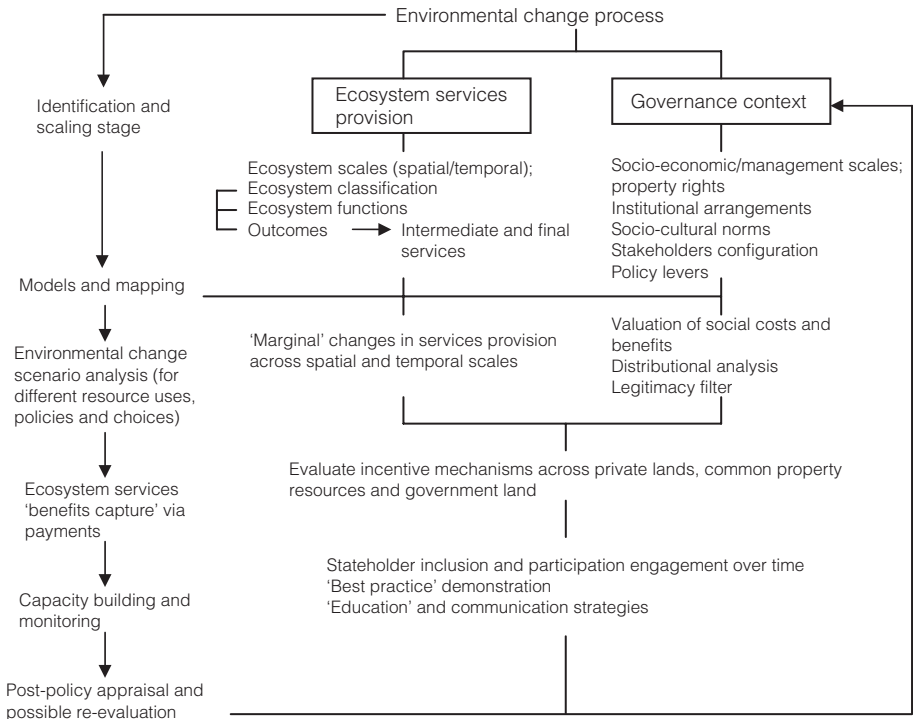 Environmental change process
Identification and
scaling stage
Ecosystem services
provision
Governance context
Ecosystem scales (spatial/temporal);
Ecosystem classification
Ecosystem functions
Outcomes
Intermediate and final
services
Socio-economic/management scales;
property rights
Institutional arrangements
Socio-cultural norms
Stakeholders configuration
Policy levers
Models and mapping
Environmental change
scenario analysis (for
different resource uses,
policies and choices)
‘Marginal’ changes in services provision
across spatial and temporal scales
Valuation of social costs and
benefits
Distributional analysis
Legitimacy filter
Ecosystem services
‘benefits capture’ via
payments
Evaluate incentive mechanisms across private lands, common property
resources and government land
Capacity building and
monitoring
Stateholder inclusion and participation engagement over time
‘Best practice’ demonstration
‘Education’ and communication strategies
Post-policy appraisal and
possible re-evaluation